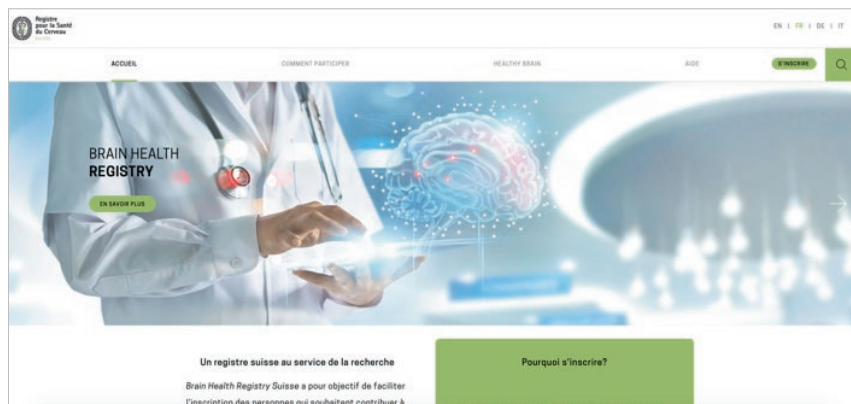 Registre
pour la Santé
du Cerveau
EN | FR | DE | IT
ACCUEIL
COMMENT PARTICIPER
HEALTHY BRAIN
AIDE
S'INSCRIRE
BRAIN HEALTH
REGISTRY
EN SAVOIR PLUS
Un registre suisse au service de la recherche
Brain Health Registry Suisse a pour objectif de faciliter
l'inscription des personnes qui souhaitent contribuer à
Pourquoi s'inscrire?